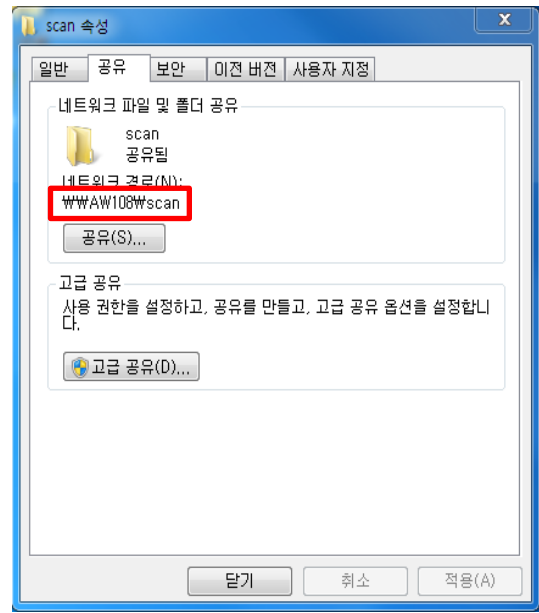 scan 속성
일반 공유 보안 이전 버전 사용자 지정
네트워크 파일 및 폴더 공유
scan
공유됨
네트워크 경로(N):
₩₩AW108₩scan
공유(S)...
고급 공유
사용 권한을 설정하고, 공유를 만들고, 고급 공유 옵션을 설정합니
다.
고급 공유(D)...
닫기 취소 적용(A)